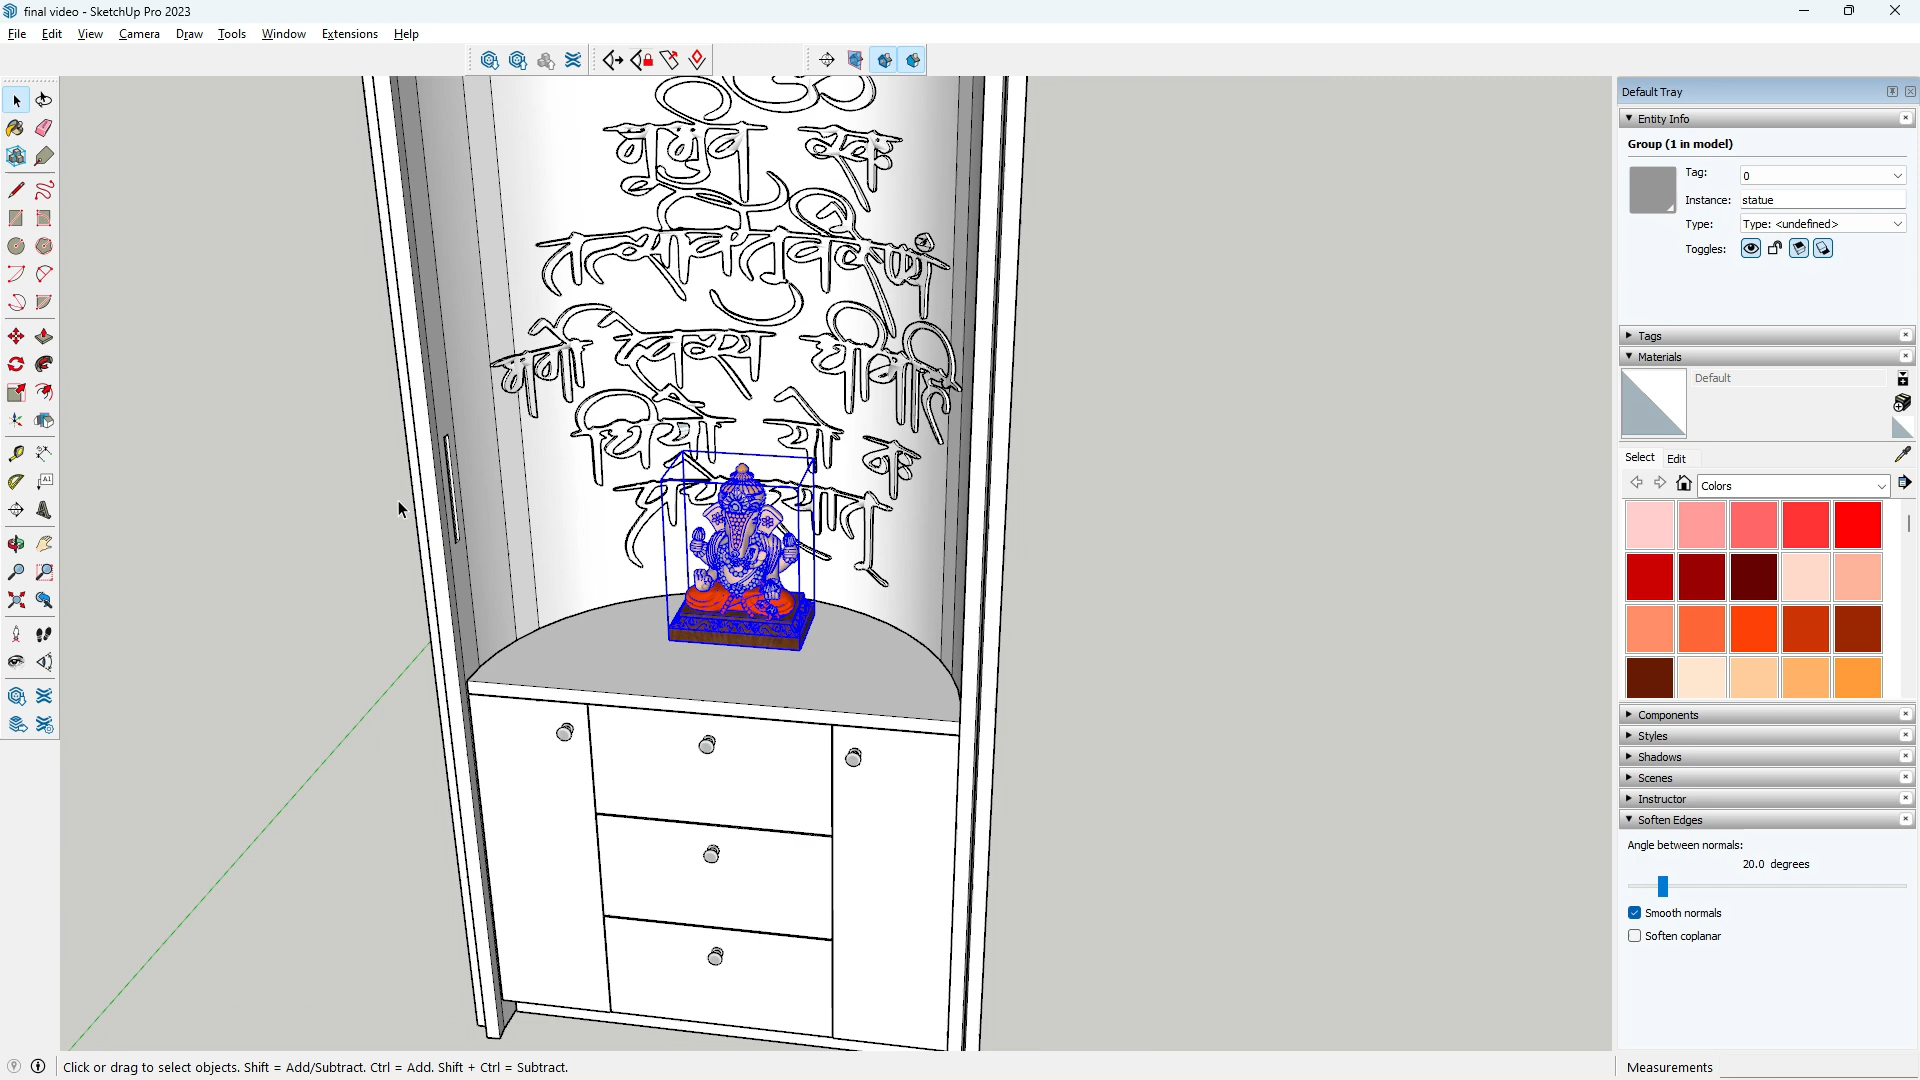 final video - SketchUp Pro 2023
File Edit View Camera Draw Tools Window Extensions Help
Default Tray
Entity Info
Group (1 in model)
Tag: 0
Instance: statue
Type: Type: <undefined>
Toggles:
Tags
Materials
Default
Select Edit
Colors
Components
Styles
Shadows
Scenes
Instructor
Soften Edges
Angle between normals:
20.0 degrees
Smooth normals
Soften coplanar
ॐ
भर्गो देवस्य धीमहि
धियो यो
Click or drag to select objects. Shift = Add/Subtract. Ctrl = Add. Shift + Ctrl = Subtract.
Measurements